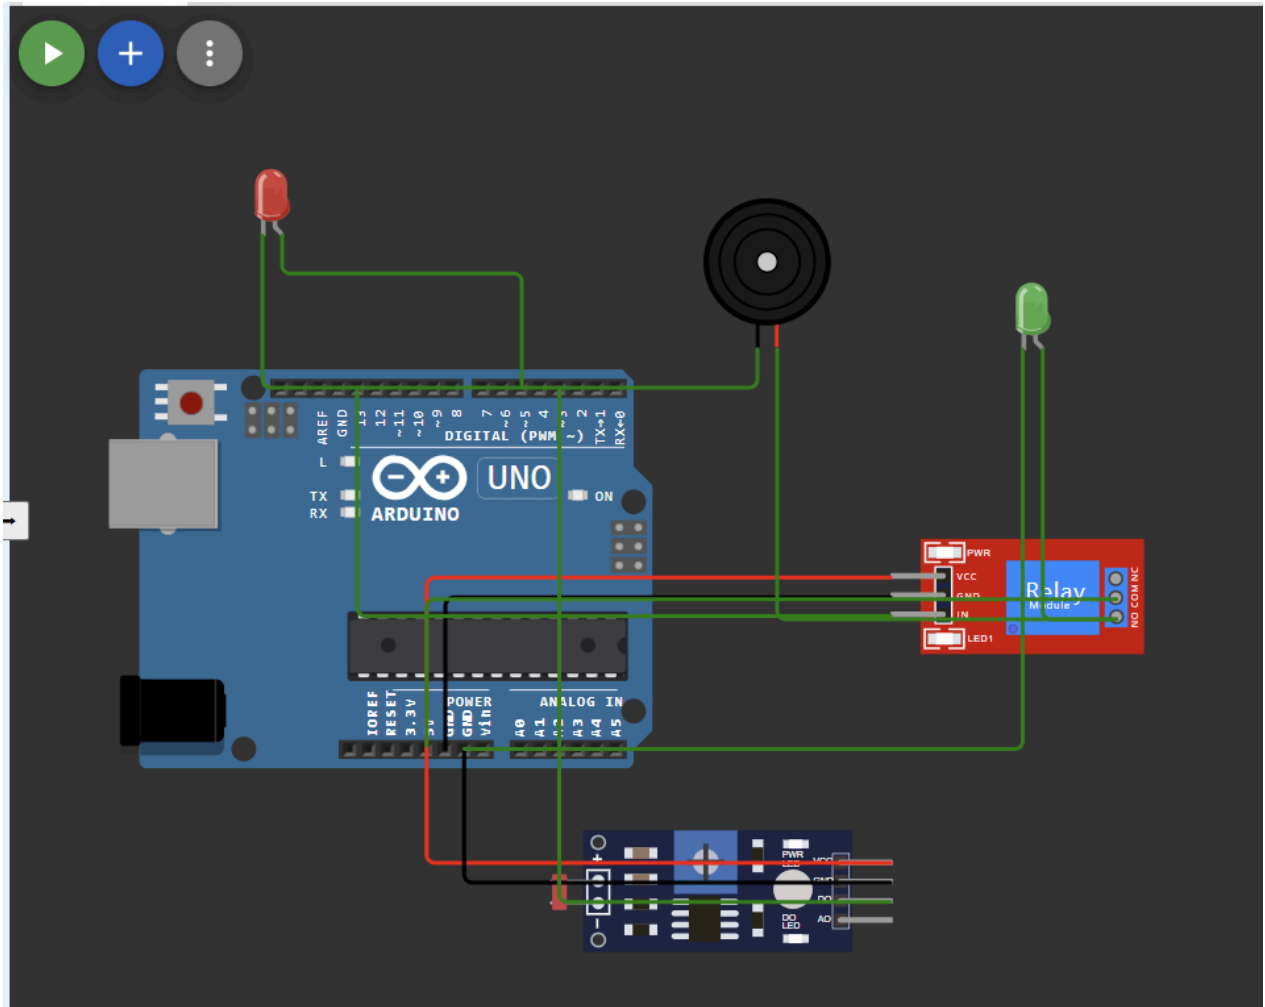 AREF
GND
13
12
~11
~10
~9
8
7
~6
~5
4
~3
2
TX→1
RX←0
DIGITAL (PWM ~)
L
TX
RX
UNO
ON
ARDUINO
PWR
VCC
GND
IN
LED1
Relay
Module
NC
COM
NO
IOREF
RESET
3.3V
5V
GND
GND
Vin
POWER
ANALOG IN
A0
A1
A2
A3
A4
A5
+
−
PWR
LED
VCC
GND
DO
AO
DO
LED